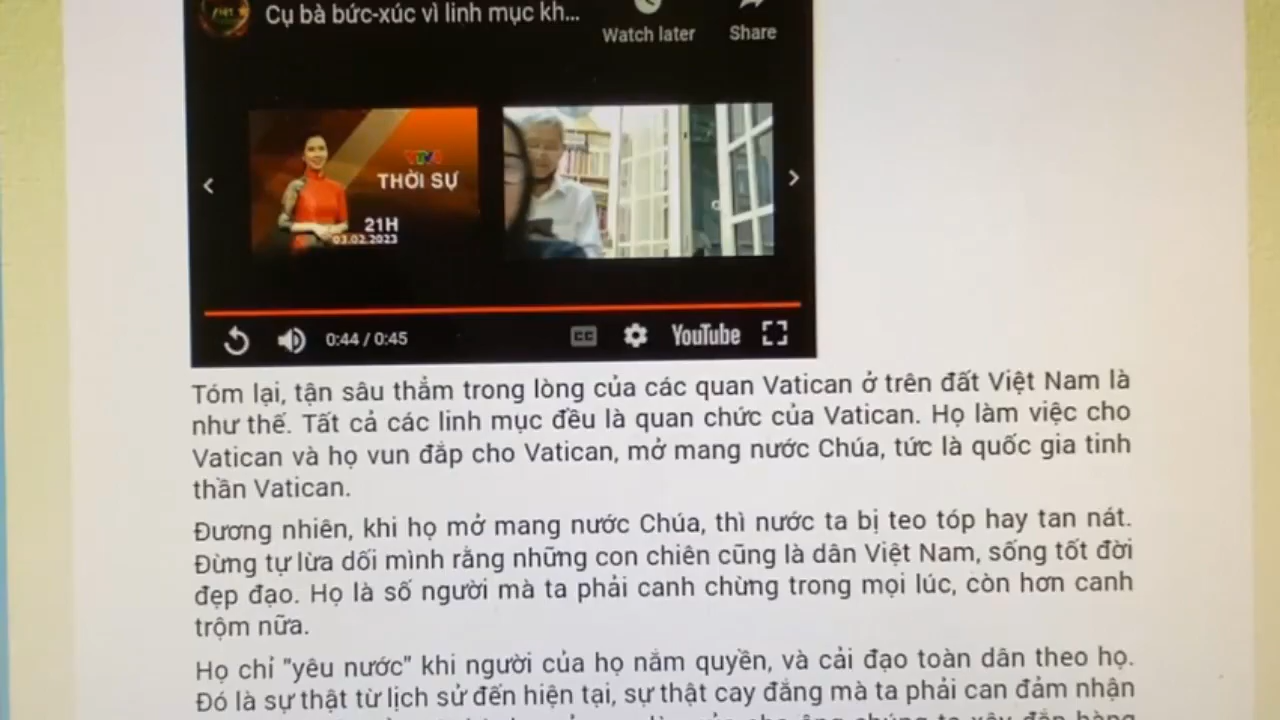 Cụ bà bức-xúc vì linh mục kh...
Watch later
Share
VTV1
THỜI SỰ
21H
03.02.2023
0:44 / 0:45
CC
YouTube
Tóm lại, tận sâu thẳm trong lòng của các quan Vatican ở trên đất Việt Nam là
như thế. Tất cả các linh mục đều là quan chức của Vatican. Họ làm việc cho
Vatican và họ vun đắp cho Vatican, mở mang nước Chúa, tức là quốc gia tinh
thần Vatican.
Đương nhiên, khi họ mở mang nước Chúa, thì nước ta bị teo tóp hay tan nát.
Đừng tự lừa dối mình rằng những con chiên cũng là dân Việt Nam, sống tốt đời
đẹp đạo. Họ là số người mà ta phải canh chừng trong mọi lúc, còn hơn canh
trộm nữa.
Họ chỉ "yêu nước" khi người của họ nắm quyền, và cải đạo toàn dân theo họ.
Đó là sự thật từ lịch sử đến hiện tại, sự thật cay đắng mà ta phải can đảm nhận